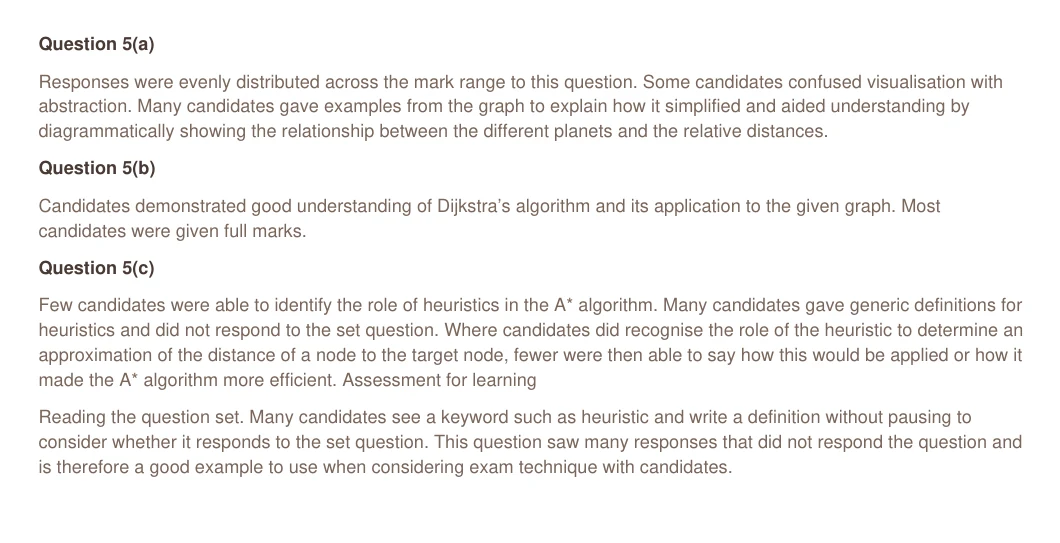 Question 5(a)
Responses were evenly distributed across the mark range to this question. Some candidates confused visualisation with
abstraction. Many candidates gave examples from the graph to explain how it simplified and aided understanding by
diagrammatically showing the relationship between the different planets and the relative distances.
Question 5(b)
Candidates demonstrated good understanding of Dijkstra’s algorithm and its application to the given graph. Most
candidates were given full marks.
Question 5(c)
Few candidates were able to identify the role of heuristics in the A* algorithm. Many candidates gave generic definitions for
heuristics and did not respond to the set question. Where candidates did recognise the role of the heuristic to determine an
approximation of the distance of a node to the target node, fewer were then able to say how this would be applied or how it
made the A* algorithm more efficient. Assessment for learning
Reading the question set. Many candidates see a keyword such as heuristic and write a definition without pausing to
consider whether it responds to the set question. This question saw many responses that did not respond the question and
is therefore a good example to use when considering exam technique with candidates.